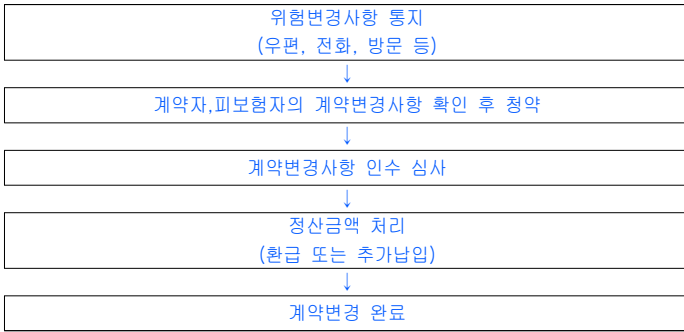 위험변경사항 통지
(우편, 전화, 방문 등)
↓
계약자,피보험자의 계약변경사항 확인 후 청약
↓
계약변경사항 인수 심사
↓
정산금액 처리
(환급 또는 추가납입)
↓
계약변경 완료